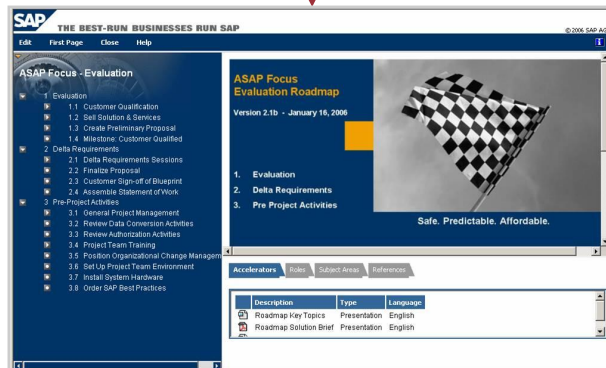 SAP
THE BEST-RUN BUSINESSES RUN SAP
© 2006 SAP AG
Edit First Page Close Help
ASAP Focus - Evaluation
1 Evaluation
1.1 Customer Qualification
1.2 Sell Solution & Services
1.3 Create Preliminary Proposal
1.4 Milestone: Customer Qualified
2 Delta Requirements
2.1 Delta Requirements Sessions
2.2 Finalize Proposal
2.3 Customer Sign-off of Blueprint
2.4 Assemble Statement of Work
3 Pre-Project Activities
3.1 General Project Management
3.2 Review Data Conversion Activities
3.3 Review Authorization Activities
3.4 Project Team Training
3.5 Position Organizational Change Managem
3.6 Set Up Project Team Environment
3.7 Install System Hardware
3.8 Order SAP Best Practices
ASAP Focus
Evaluation Roadmap
Version 2.1b - January 16, 2006
1. Evaluation
2. Delta Requirements
3. Pre Project Activities
Safe. Predictable. Affordable.
Accelerators Roles Subject Areas References
Description Type Language
Roadmap Key Topics Presentation English
Roadmap Solution Brief Presentation English